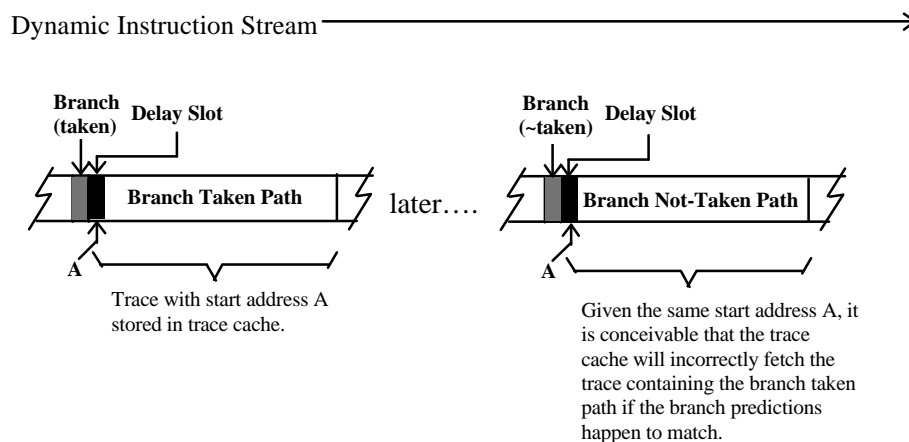 Dynamic Instruction Stream
Branch
(taken)
Delay Slot
Branch Taken Path
A
Trace with start address A
stored in trace cache.
later....
Branch
(~taken)
Delay Slot
Branch Not-Taken Path
A
Given the same start address A, it
is conceivable that the trace
cache will incorrectly fetch the
trace containing the branch taken
path if the branch predictions
happen to match.